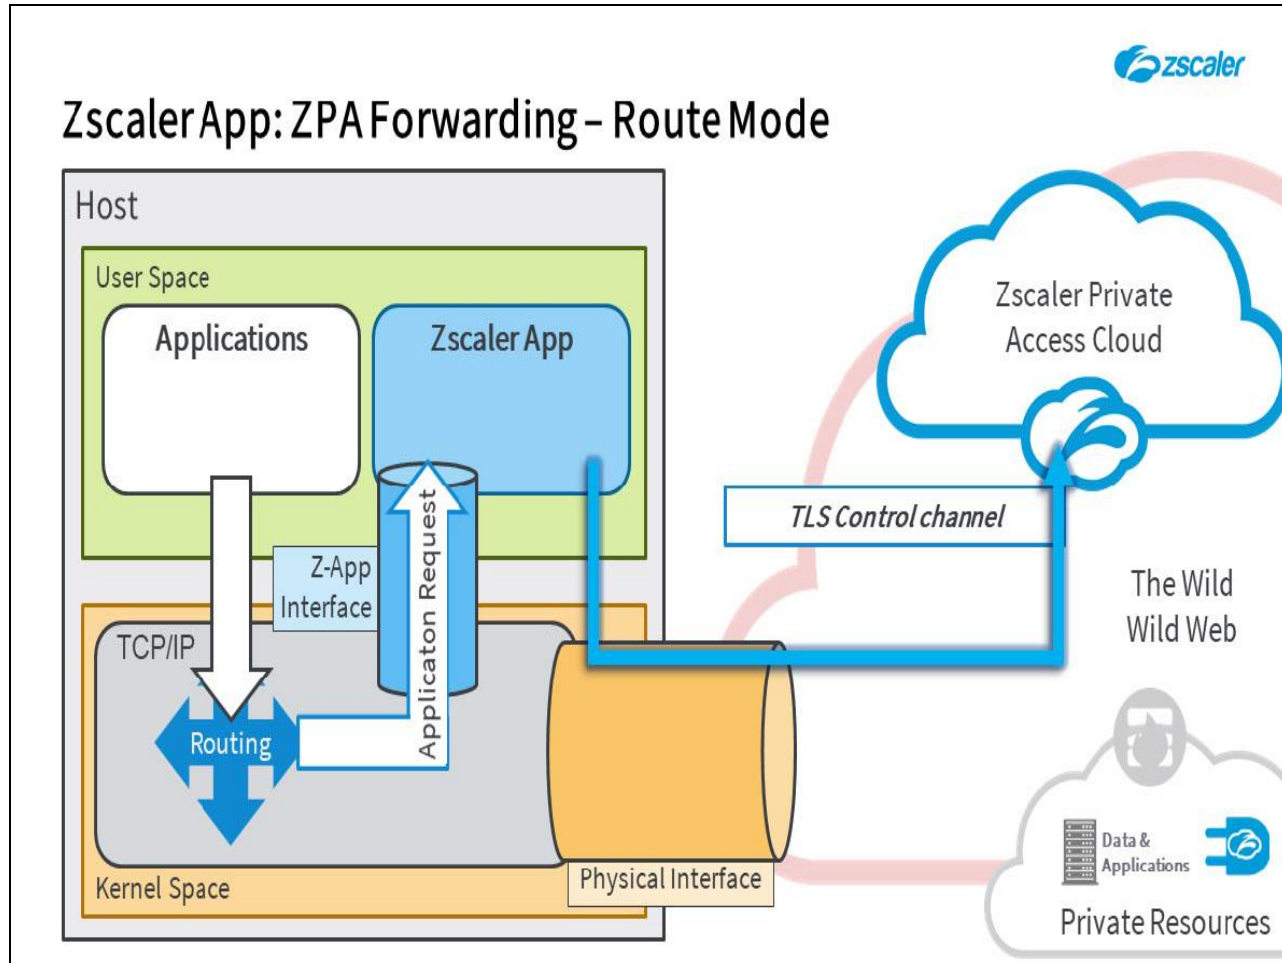 zscaler
Zscaler App: ZPA Forwarding – Route Mode
Host
User Space
Applications
Zscaler App
Zscaler Private
Access Cloud
TLS Control channel
Z-App
Interface
Applicaton Request
The Wild
Wild Web
TCP/IP
Routing
Kernel Space
Physical Interface
Data &
Applications
Private Resources